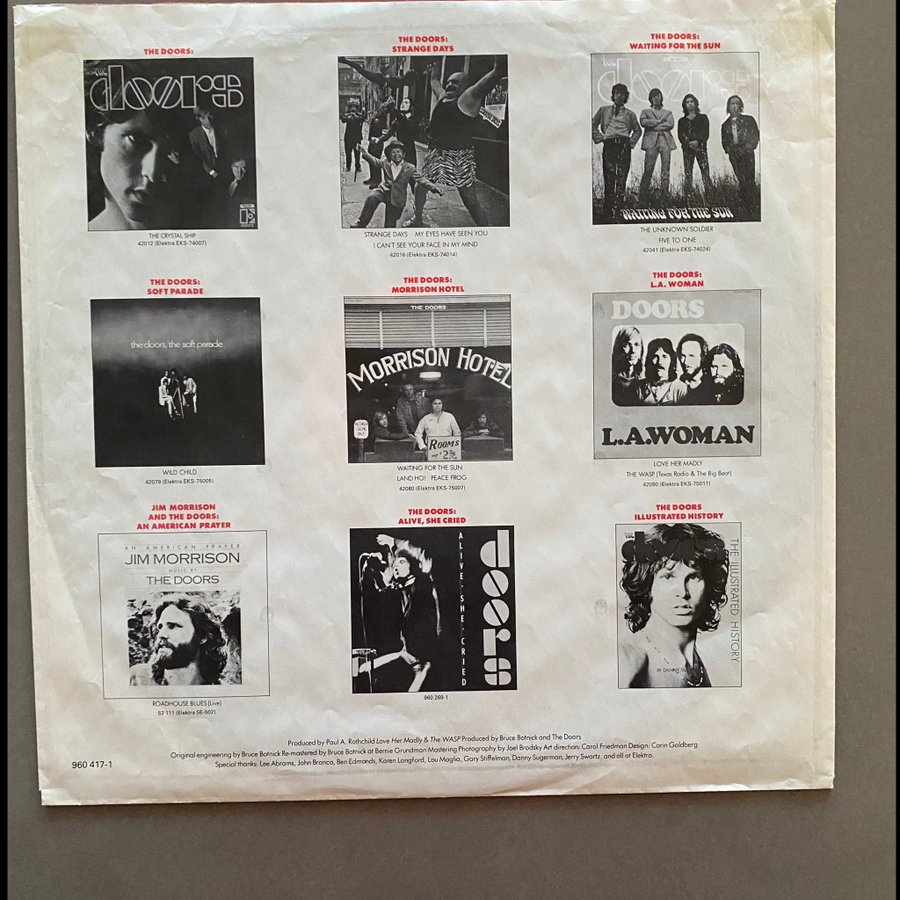 THE DOORS:
THE doors
THE CRYSTAL SHIP
42012 (Elektra EKS-74007)
THE DOORS:
STRANGE DAYS
STRANGE DAYS MY EYES HAVE SEEN YOU
I CAN'T SEE YOUR FACE IN MY MIND
42016 (Elektra EKS-74014)
THE DOORS:
WAITING FOR THE SUN
THE doors
WAITING FOR THE SUN
THE UNKNOWN SOLDIER
FIVE TO ONE
42041 (Elektra EKS-74024)
THE DOORS:
SOFT PARADE
the doors, the soft parade
WILD CHILD
42079 (Elektra EKS-75005)
THE DOORS:
MORRISON HOTEL
THE DOORS
MORRISON HOTEL
ROOMS
WAITING FOR THE SUN
LAND HO! PEACE FROG
42080 (Elektra EKS-75007)
THE DOORS:
L.A. WOMAN
DOORS
L.A.WOMAN
LOVE HER MADLY
THE WASP (Texas Radio & The Big Beat)
42090 (Elektra EKS-75011)
JIM MORRISON
AND THE DOORS:
AN AMERICAN PRAYER
AN AMERICAN PRAYER
JIM MORRISON
MUSIC BY
THE DOORS
ROADHOUSE BLUES (Live)
52 111 (Elektra 5E-502)
THE DOORS:
ALIVE, SHE CRIED
ALIVE·SHE·CRIED
doors
960 269-1
THE DOORS
ILLUSTRATED HISTORY
THE ILLUSTRATED HISTORY
BY DANNY
Produced by Paul A. Rothchild Love Her Madly & The WASP Produced by Bruce Botnick and The Doors
Original engineering by Bruce Botnick Re-mastered by Bruce Botnick at Bernie Grundman Mastering Photography by Joel Brodsky Art direction: Carol Friedman Design: Carin Goldberg
Special thanks: Lee Abrams, John Branca, Ben Edmonds, Karen Langford, Lou Maglia, Gary Stiffelman, Danny Sugerman, Jerry Swartz, and all at Elektra.
960 417-1